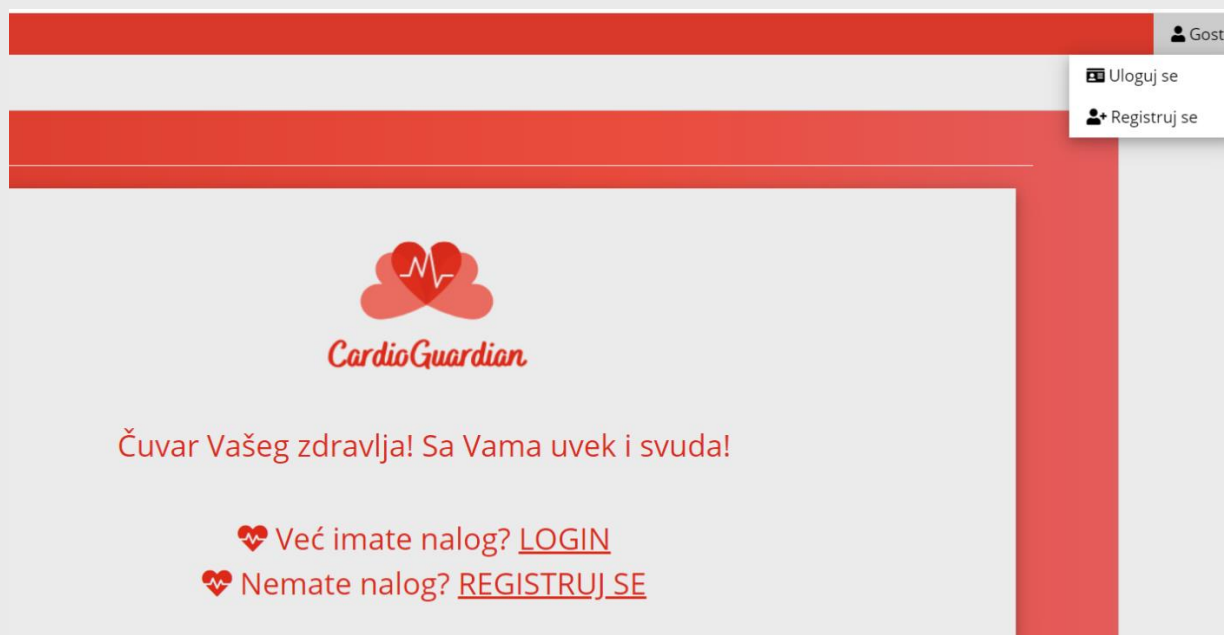 Gost
Uloguj se
Registruj se
CardioGuardian
Čuvar Vašeg zdravlja! Sa Vama uvek i svuda!
Već imate nalog? LOGIN
Nemate nalog? REGISTRUJ SE